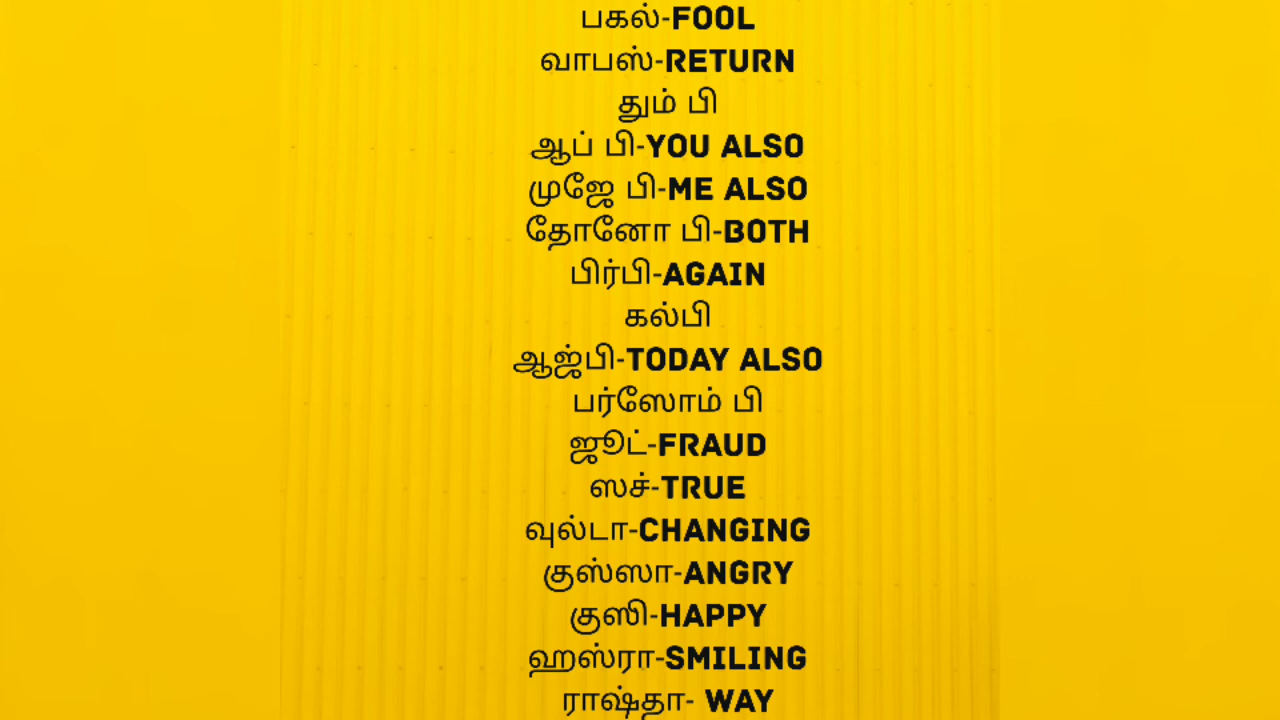 பகல்-FOOL
வாபஸ்-RETURN
தும் பி
ஆப் பி-YOU ALSO
முஜே பி-ME ALSO
தோனோ பி-BOTH
பிர்பி-AGAIN
கல்பி
ஆஜ்பி-TODAY ALSO
பர்ஸோம் பி
ஜூட்-FRAUD
ஸச்-TRUE
வுல்டா-CHANGING
குஸ்ஸா-ANGRY
குஸி-HAPPY
ஹஸ்ரா-SMILING
ராஷ்தா- WAY